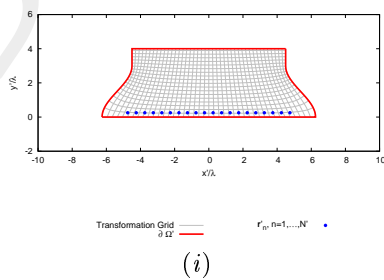 6
4
2
0
-2
y'/λ
-10 -8 -6 -4 -2 0 2 4 6 8 10
x'/λ
Transformation Grid
∂ Ω'
r'n, n=1,...,N'
(i)